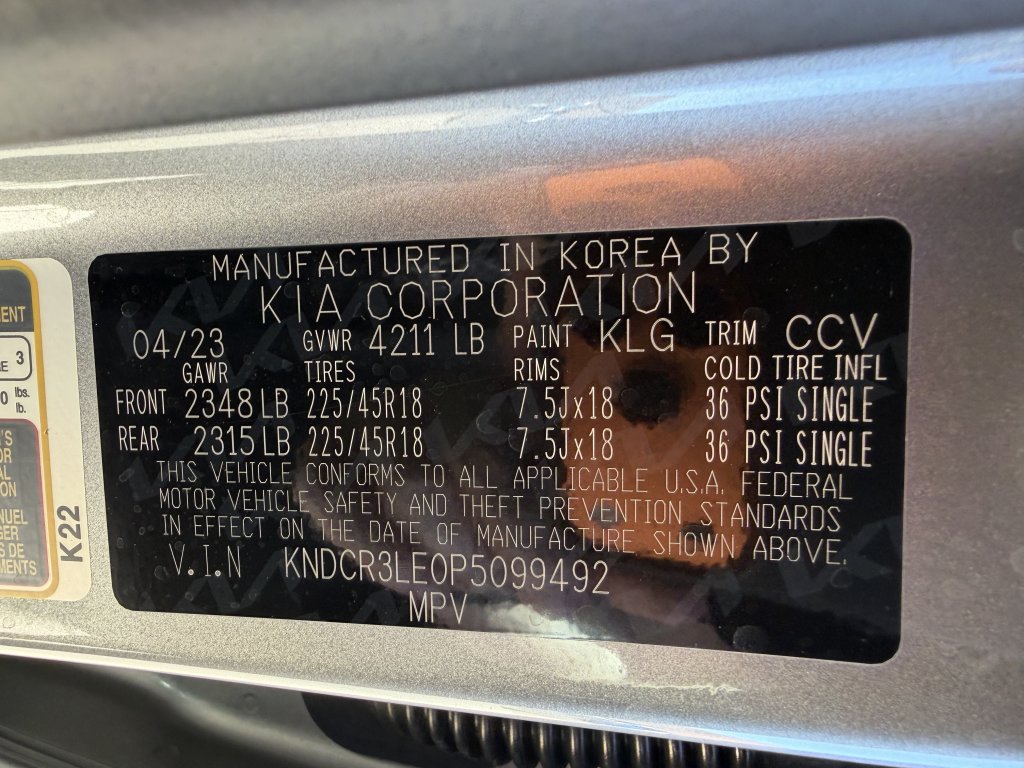 MANUFACTURED IN KOREA BY
KIA CORPORATION
04/23 GVWR 4211 LB PAINT KLG TRIM CCV
GAWR TIRES RIMS COLD TIRE INFL
FRONT 2348 LB 225/45R18 7.5Jx18 36 PSI SINGLE
REAR 2315 LB 225/45R18 7.5Jx18 36 PSI SINGLE
THIS VEHICLE CONFORMS TO ALL APPLICABLE U.S.A. FEDERAL
MOTOR VEHICLE SAFETY AND THEFT PREVENTION STANDARDS
IN EFFECT ON THE DATE OF MANUFACTURE SHOWN ABOVE.
V.I.N KNDCR3LE0P5099492
MPV
3
lbs.
lb.
K22